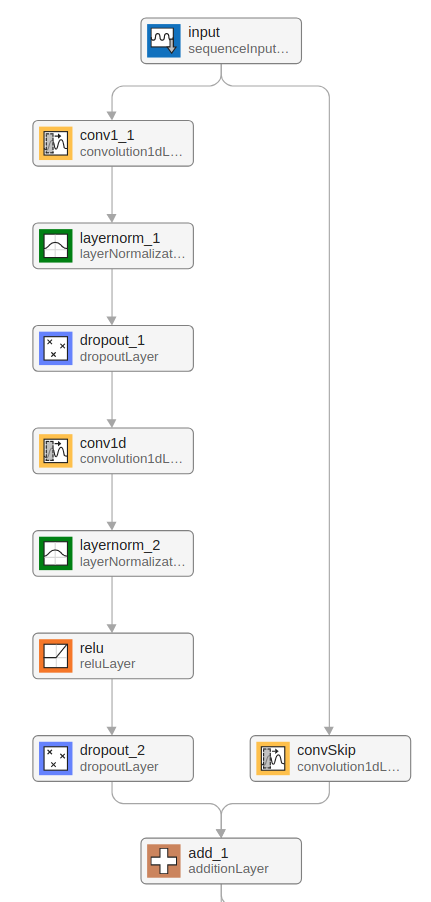 input
sequenceInput...
conv1_1
convolution1dL...
layernorm_1
layerNormalizat...
dropout_1
dropoutLayer
conv1d
convolution1dL...
layernorm_2
layerNormalizat...
relu
reluLayer
dropout_2
dropoutLayer
convSkip
convolution1dL...
add_1
additionLayer